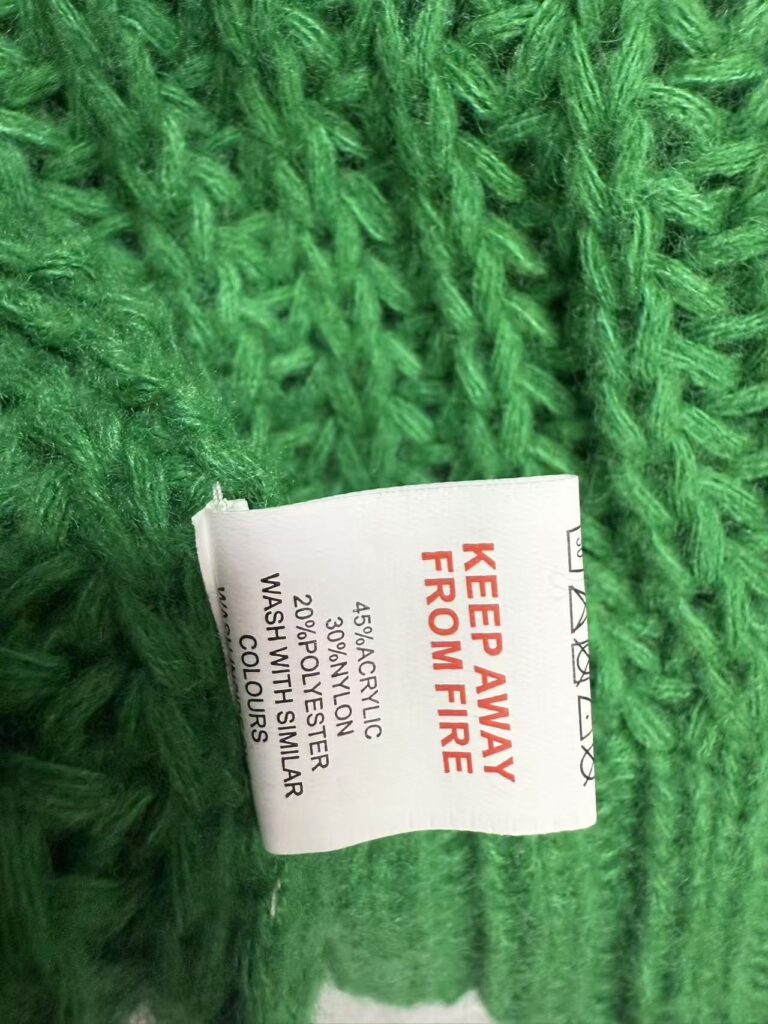 KEEP AWAY
FROM FIRE
45%ACRYLIC
30%NYLON
20%POLYESTER
WASH WITH SIMILAR
COLOURS